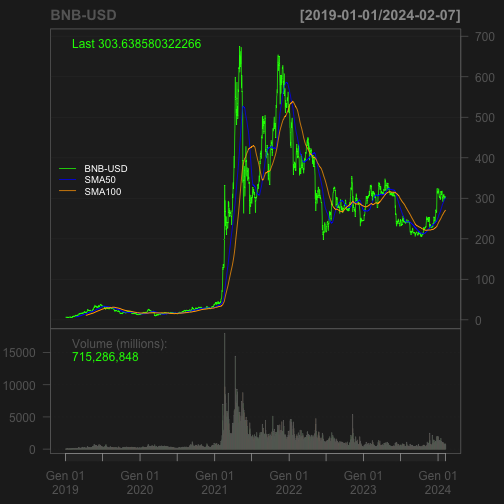 BNB-USD [2019-01-01/2024-02-07]
Last 303.638580322266
700
600
500
400
300
200
100
0
BNB-USD
SMA50
SMA100
Volume (millions):
715,286,848
15000
10000
5000
0
Gen 01 Gen 01 Gen 01 Gen 01 Gen 01 Gen 01
2019 2020 2021 2022 2023 2024